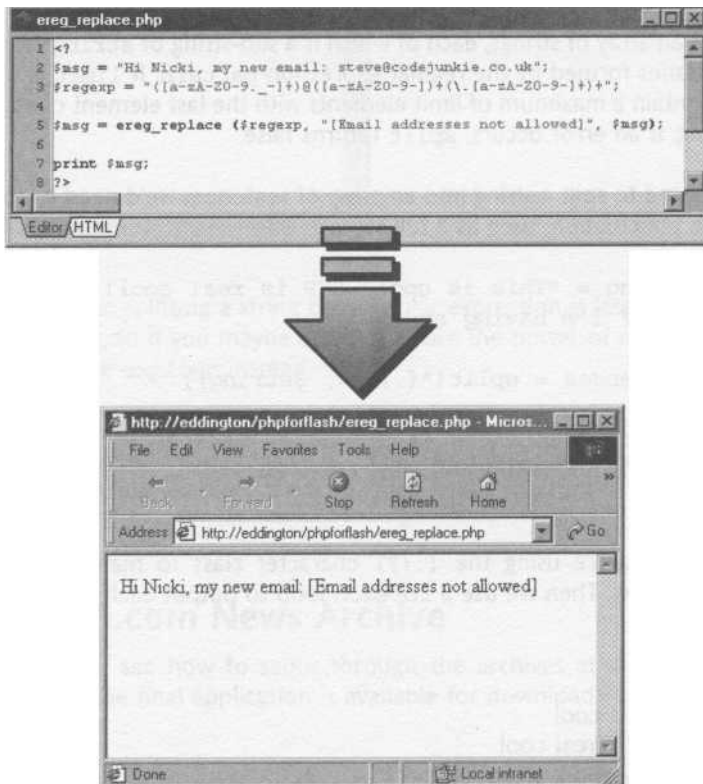 ereg_replace.php
1 <?
2 $msg = "Hi Nicki, my new email: steve@codejunkie.co.uk";
3 $regexp = "([a-zA-Z0-9._-]+)@([a-zA-Z0-9-])+(\.[a-zA-Z0-9-]+)+";
4
5 $msg = ereg_replace ($regexp, "[Email addresses not allowed]", $msg);
6
7 print $msg;
8 ?>
Editor HTML
http://eddington/phpforflash/ereg_replace.php - Micros...
File Edit View Favorites Tools Help
Back Forward Stop Refresh Home
Address http://eddington/phpforflash/ereg_replace.php Go
Hi Nicki, my new email: [Email addresses not allowed]
.com News Archive
Done Local intranet